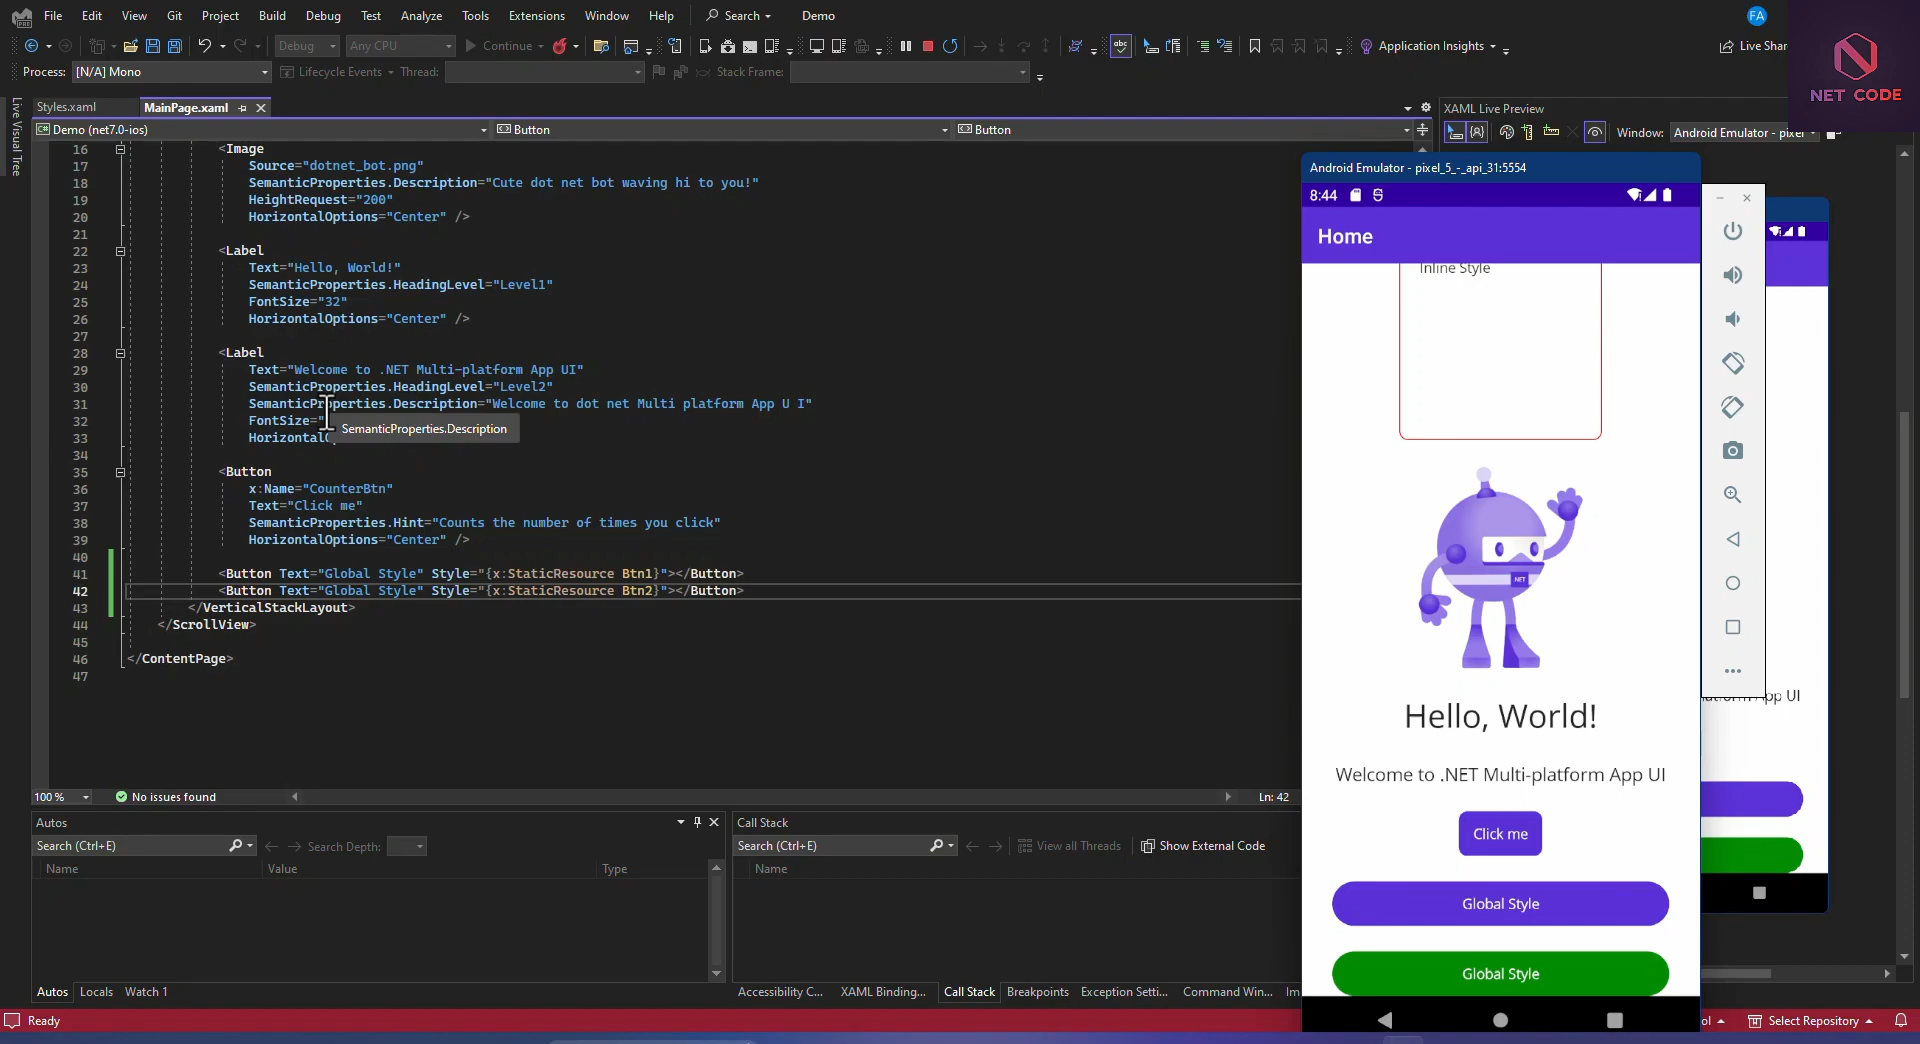 File Edit View Git Project Build Debug Test Analyze Tools Extensions Window Help Search Demo FA
Debug Any CPU Continue Application Insights Live Shar
NET CODE
Process: [N/A] Mono Lifecycle Events Thread: Stack Frame:
Live Visual Tree
Styles.xaml MainPage.xaml
XAML Live Preview
Demo (net7.0-ios) Button Button
Window: Android Emulator - pixel
16 <Image
17 Source="dotnet_bot.png"
18 SemanticProperties.Description="Cute dot net bot waving hi to you!"
19 HeightRequest="200"
20 HorizontalOptions="Center" />
21
22 <Label
23 Text="Hello, World!"
24 SemanticProperties.HeadingLevel="Level1"
25 FontSize="32"
26 HorizontalOptions="Center" />
27
28 <Label
29 Text="Welcome to .NET Multi-platform App UI"
30 SemanticProperties.HeadingLevel="Level2"
31 SemanticProperties.Description="Welcome to dot net Multi platform App U I"
32 FontSize="
SemanticProperties.Description
33 Horizontal
34
35 <Button
36 x:Name="CounterBtn"
37 Text="Click me"
38 SemanticProperties.Hint="Counts the number of times you click"
39 HorizontalOptions="Center" />
40
41 <Button Text="Global Style" Style="{x:StaticResource Btn1}"></Button>
42 <Button Text="Global Style" Style="{x:StaticResource Btn2}"></Button>
43 </VerticalStackLayout>
44 </ScrollView>
45
46 </ContentPage>
47
100 % No issues found Ln: 42
Android Emulator - pixel_5_-_api_31:5554
8:44
Home
Inline Style
.NET
Hello, World!
Welcome to .NET Multi-platform App UI
Click me
Global Style
Global Style
pp UI
Autos
Search (Ctrl+E) Search Depth:
Name Value Type
Autos Locals Watch 1
Call Stack
Search (Ctrl+E) View all Threads Show External Code
Name
Accessibility C... XAML Binding... Call Stack Breakpoints Exception Setti... Command Win... Im
Ready
ol Select Repository